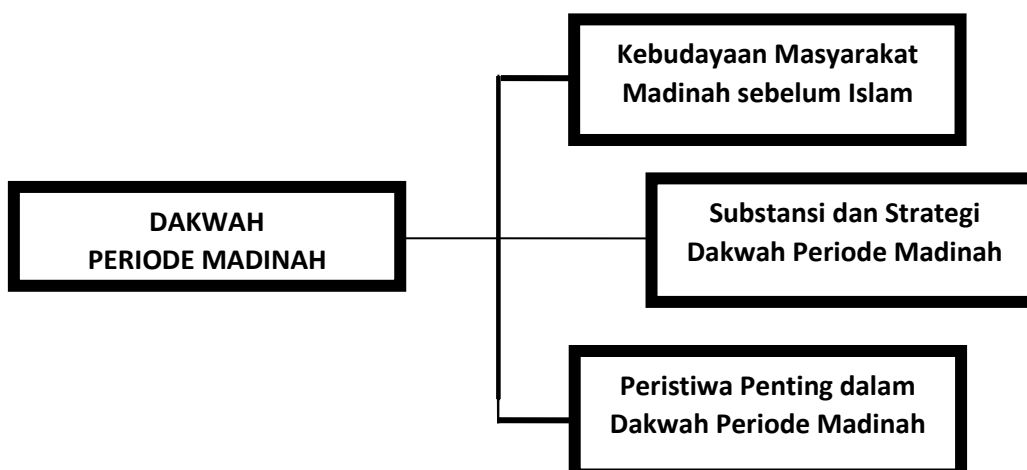 Kebudayaan Masyarakat
Madinah sebelum Islam
DAKWAH
PERIODE MADINAH
Substansi dan Strategi
Dakwah Periode Madinah
Peristiwa Penting dalam
Dakwah Periode Madinah